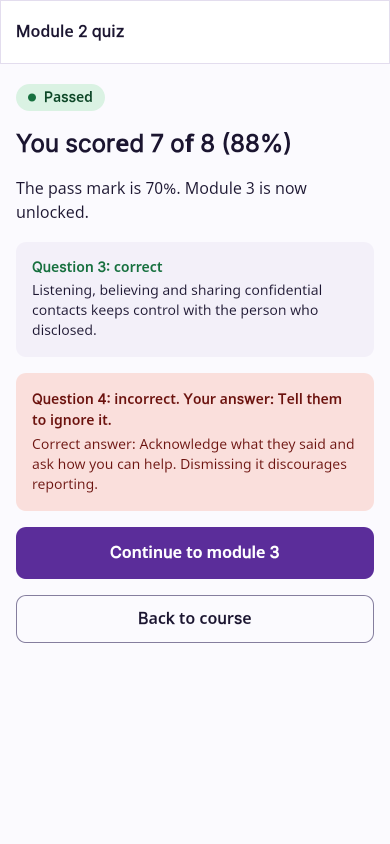 Module 2 quiz
Passed
You scored 7 of 8 (88%)
The pass mark is 70%. Module 3 is now
unlocked.
Question 3: correct
Listening, believing and sharing confidential
contacts keeps control with the person who
disclosed.
Question 4: incorrect. Your answer: Tell them
to ignore it.
Correct answer: Acknowledge what they said and
ask how you can help. Dismissing it discourages
reporting.
Continue to module 3
Back to course